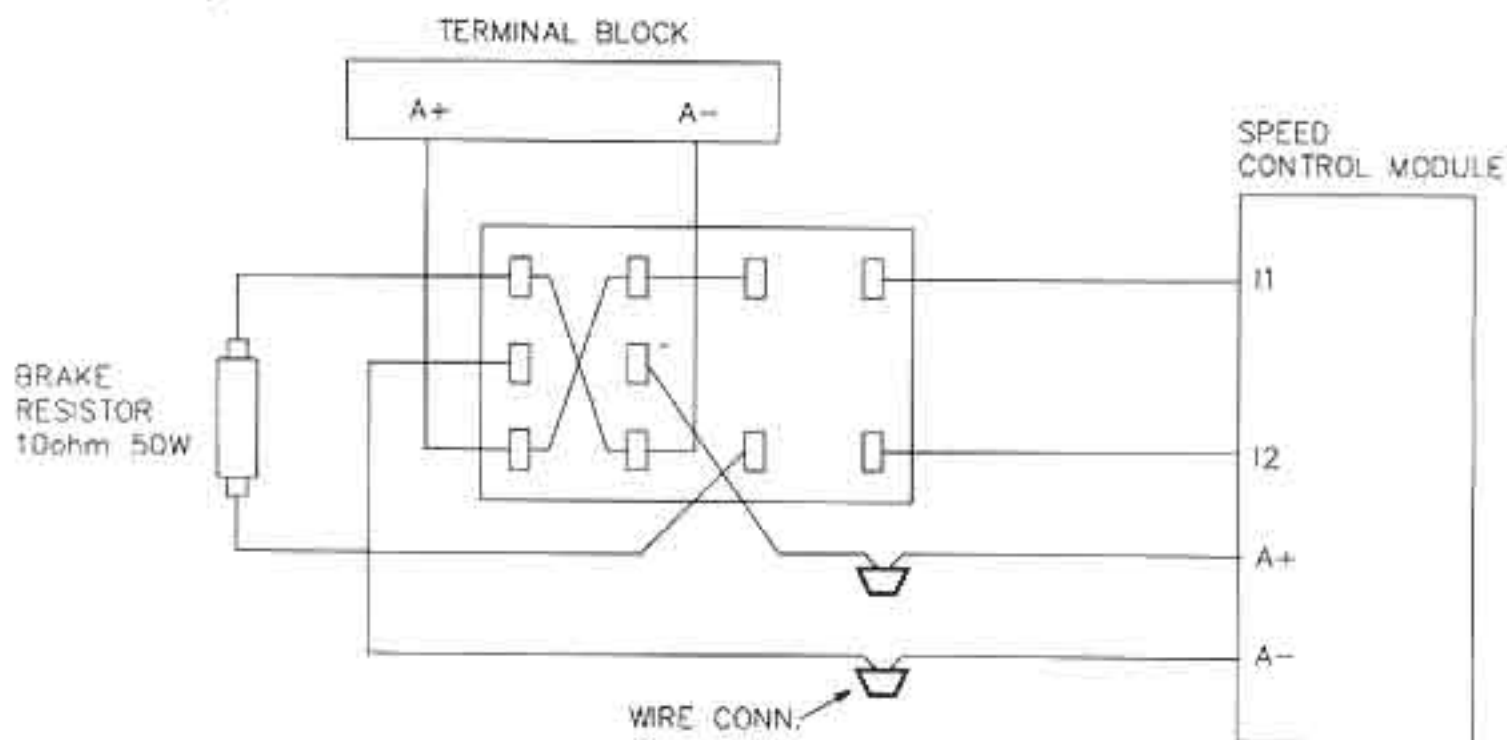 TERMINAL BLOCK
A+ A-
SPEED
CONTROL MODULE
I1
BRAKE
RESISTOR
10ohm 50W
I2
A+
A-
WIRE CONN.